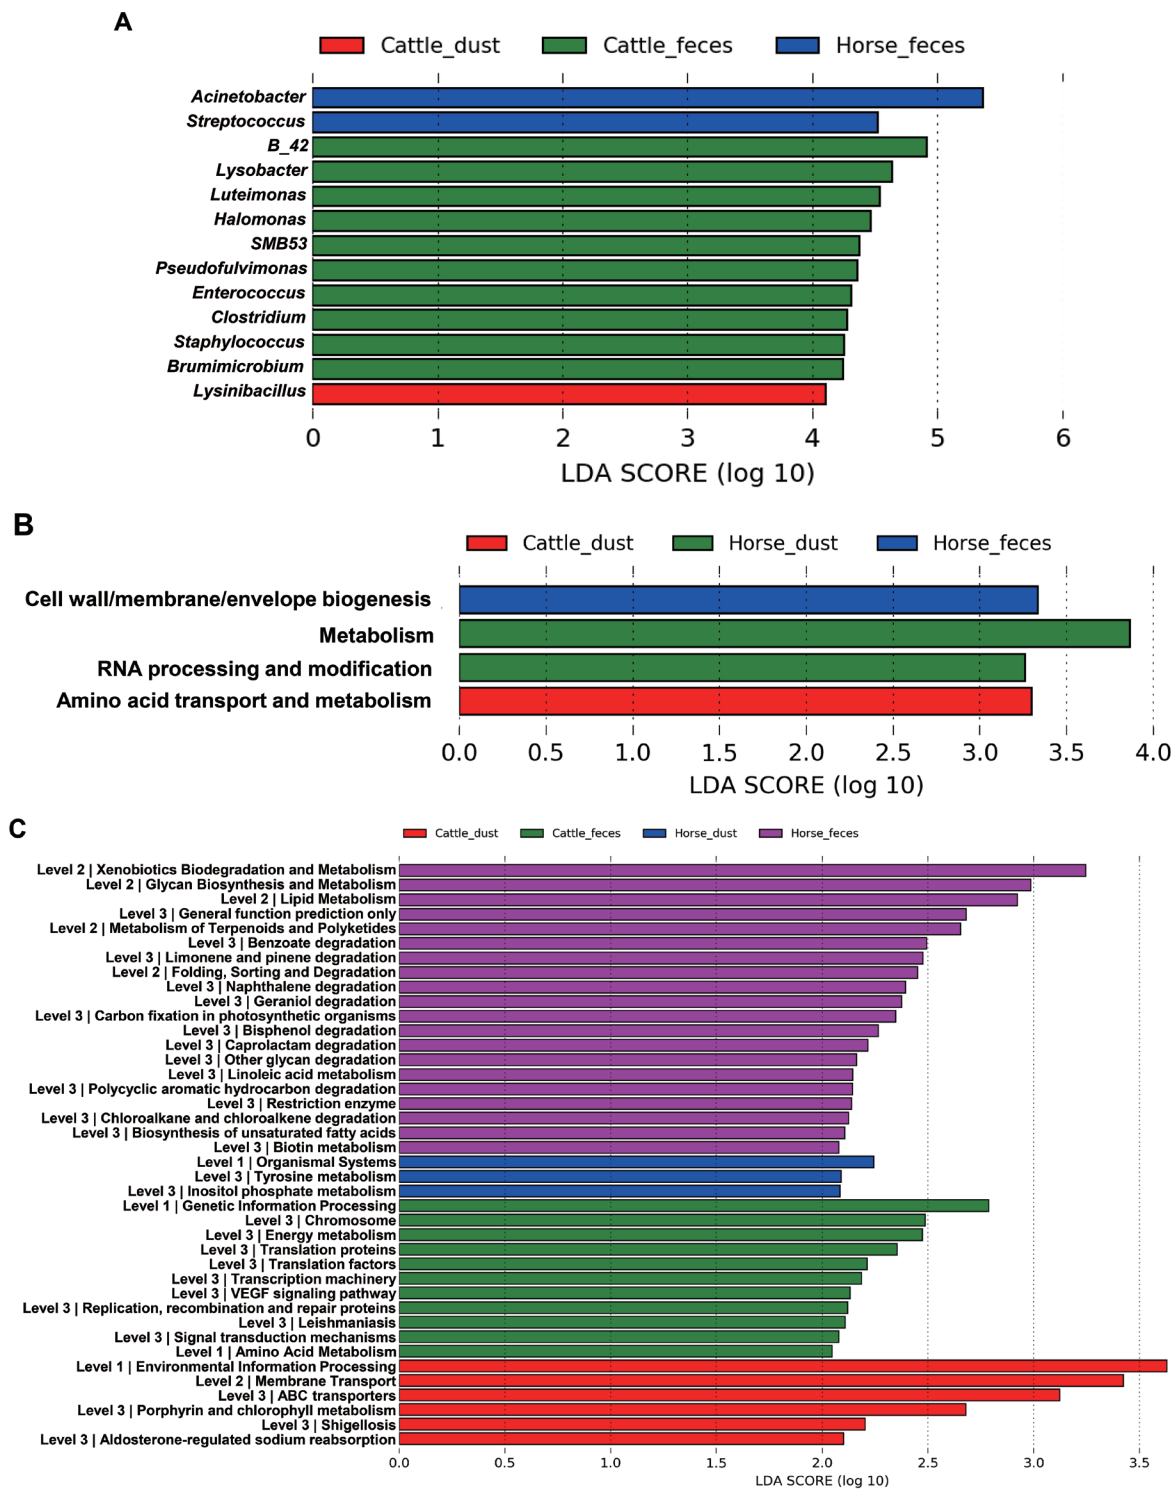 A
Cattle_dust Cattle_feces Horse_feces
Acinetobacter
Streptococcus
B_42
Lysobacter
Luteimonas
Halomonas
SMB53
Pseudofulvimonas
Enterococcus
Clostridium
Staphylococcus
Brumimicrobium
Lysinibacillus
0 1 2 3 4 5 6
LDA SCORE (log 10)
B
Cattle_dust Horse_dust Horse_feces
Cell wall/membrane/envelope biogenesis
Metabolism
RNA processing and modification
Amino acid transport and metabolism
0.0 0.5 1.0 1.5 2.0 2.5 3.0 3.5 4.0
LDA SCORE (log 10)
C
Cattle_dust Cattle_feces Horse_dust Horse_feces
Level 2 | Xenobiotics Biodegradation and Metabolism
Level 2 | Glycan Biosynthesis and Metabolism
Level 2 | Lipid Metabolism
Level 3 | General function prediction only
Level 2 | Metabolism of Terpenoids and Polyketides
Level 3 | Benzoate degradation
Level 3 | Limonene and pinene degradation
Level 2 | Folding, Sorting and Degradation
Level 3 | Naphthalene degradation
Level 3 | Geraniol degradation
Level 3 | Carbon fixation in photosynthetic organisms
Level 3 | Bisphenol degradation
Level 3 | Caprolactam degradation
Level 3 | Other glycan degradation
Level 3 | Linoleic acid metabolism
Level 3 | Polycyclic aromatic hydrocarbon degradation
Level 3 | Restriction enzyme
Level 3 | Chloroalkane and chloroalkene degradation
Level 3 | Biosynthesis of unsaturated fatty acids
Level 3 | Biotin metabolism
Level 1 | Organismal Systems
Level 3 | Tyrosine metabolism
Level 3 | Inositol phosphate metabolism
Level 1 | Genetic Information Processing
Level 3 | Chromosome
Level 3 | Energy metabolism
Level 3 | Translation proteins
Level 3 | Translation factors
Level 3 | Transcription machinery
Level 3 | VEGF signaling pathway
Level 3 | Replication, recombination and repair proteins
Level 3 | Leishmaniasis
Level 3 | Signal transduction mechanisms
Level 1 | Amino Acid Metabolism
Level 1 | Environmental Information Processing
Level 2 | Membrane Transport
Level 3 | ABC transporters
Level 3 | Porphyrin and chlorophyll metabolism
Level 3 | Shigellosis
Level 3 | Aldosterone-regulated sodium reabsorption
0.0 0.5 1.0 1.5 2.0 2.5 3.0 3.5
LDA SCORE (log 10)